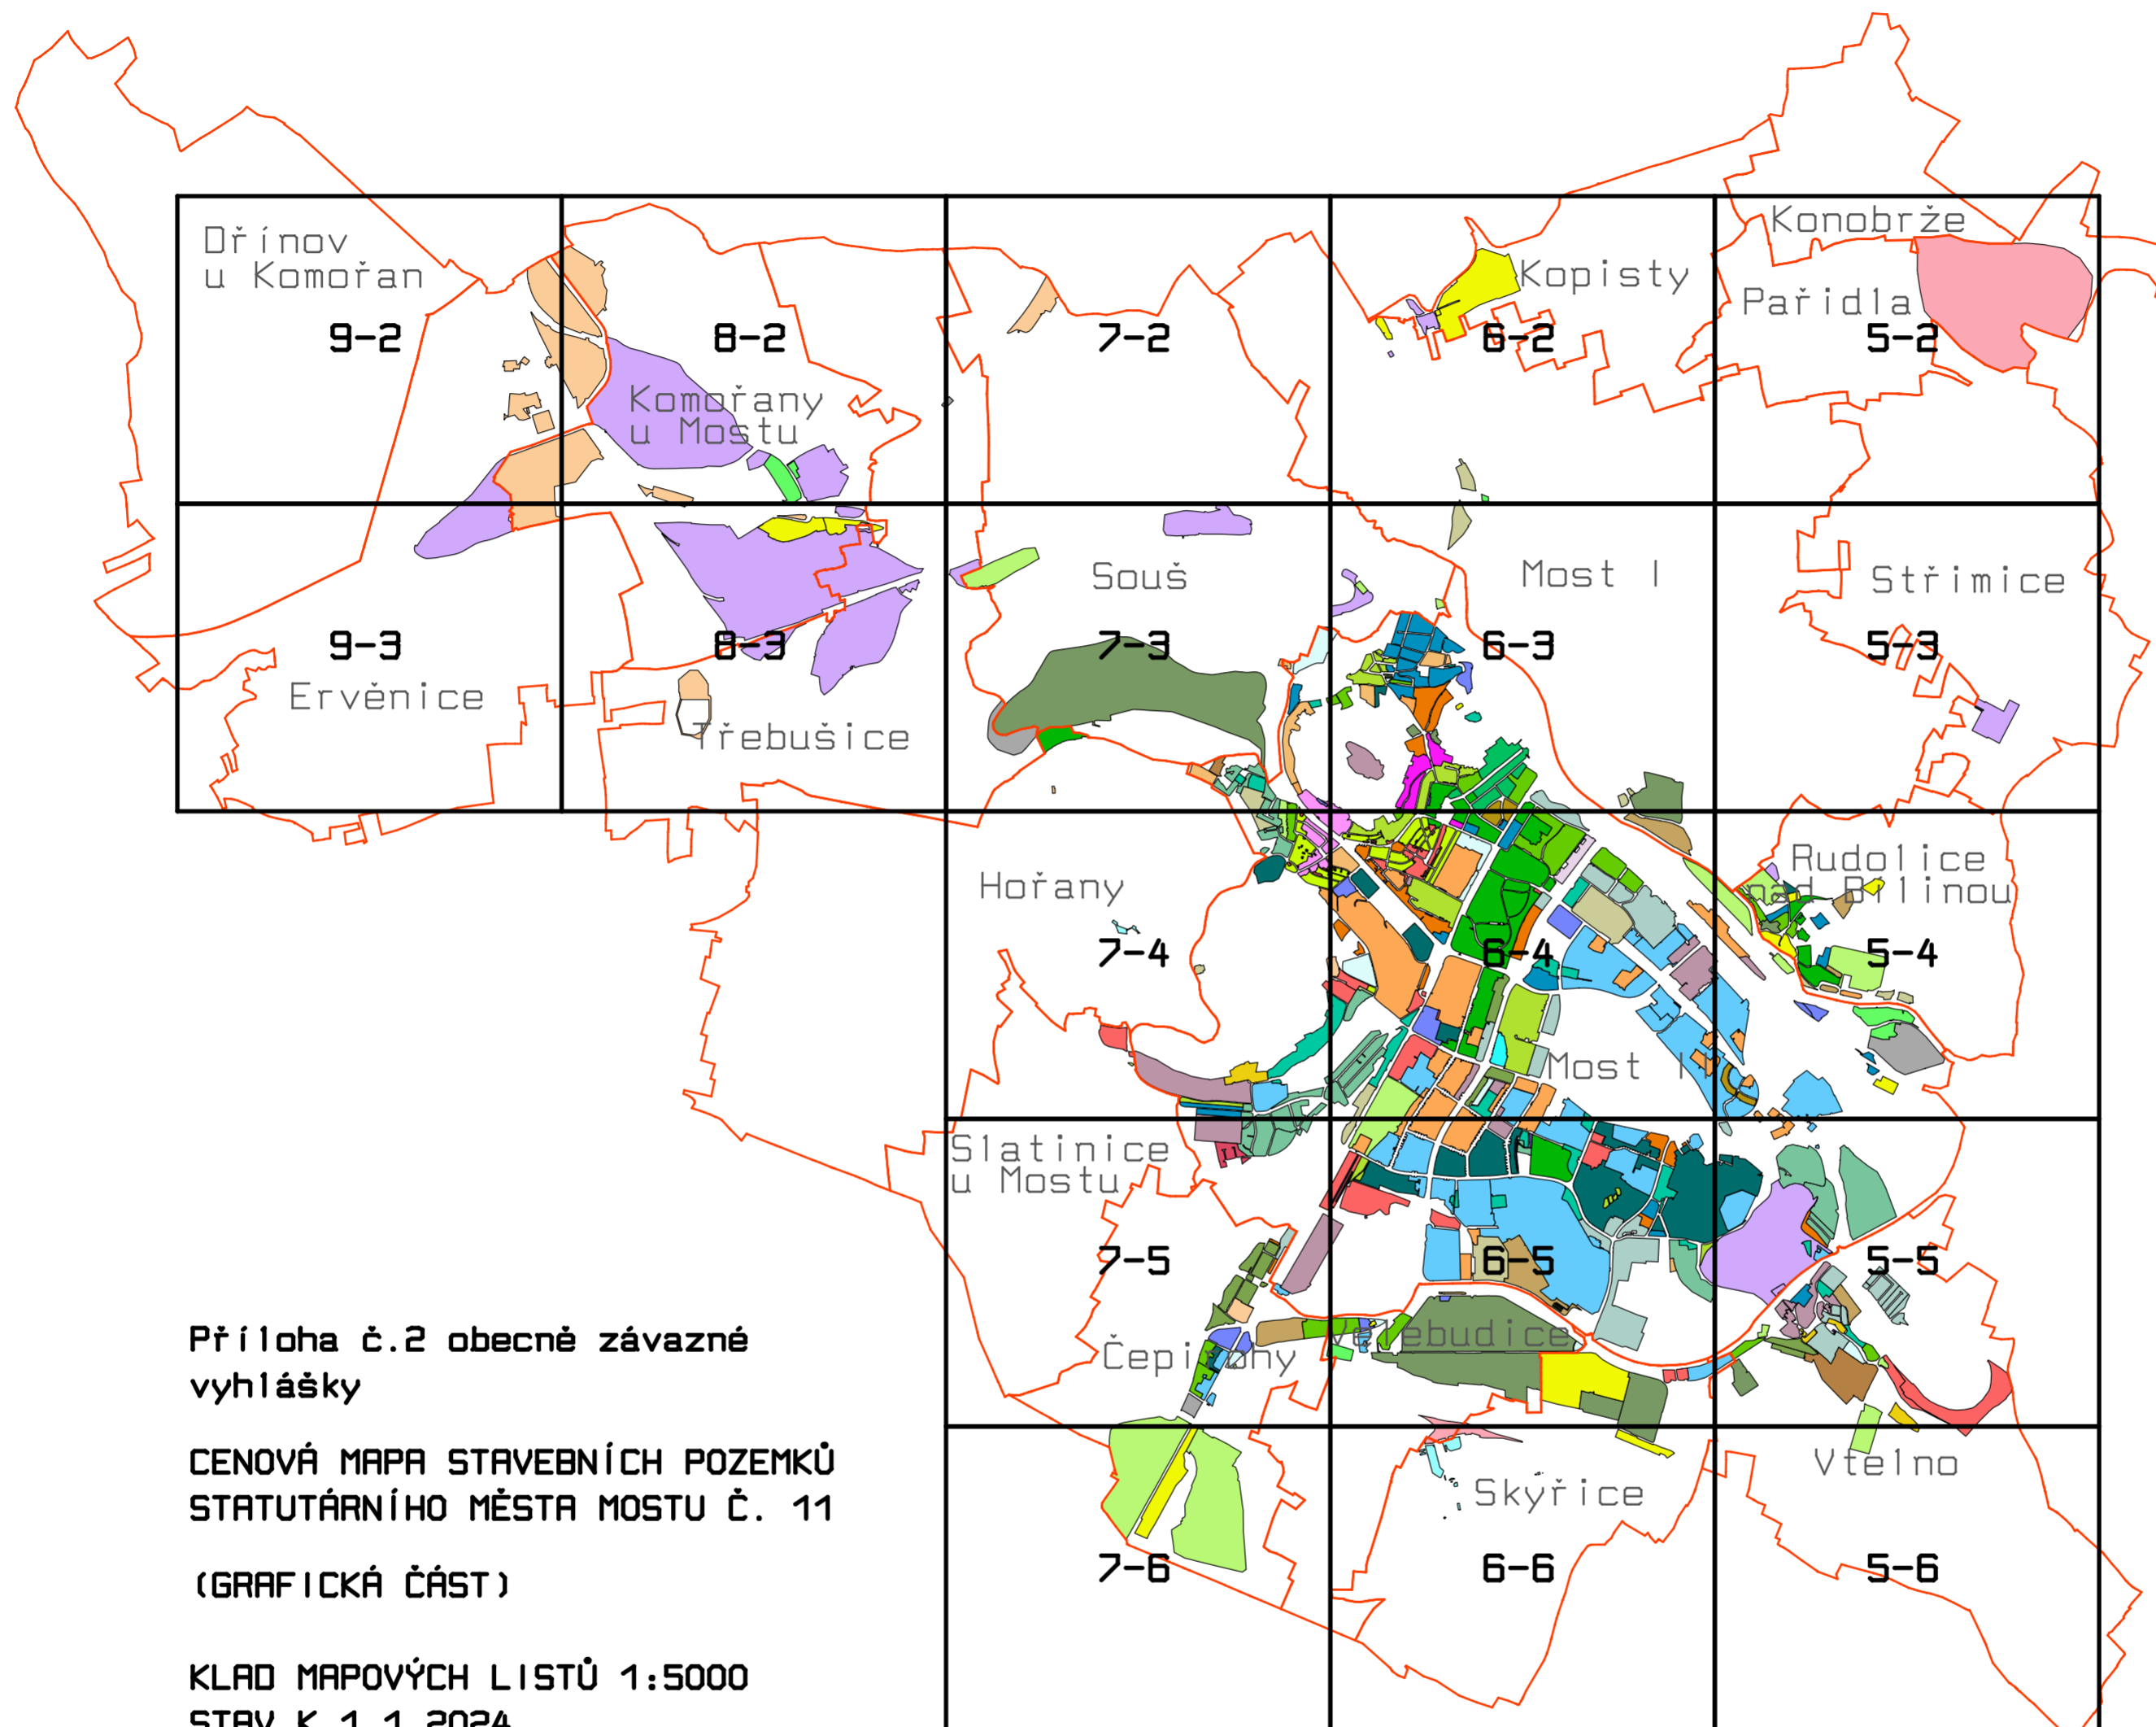 Konobrže
Dřínov
u Komořan
Kopisty
Pařidla
9-2
8-2
7-2
6-2
5-2
Komořany
u Mostu
Souš
Most I
Střimice
9-3
8-3
7-3
6-3
5-3
Ervěnice
Třebušice
Rudolice
nad Bílinou
Hořany
7-4
6-4
5-4
Most II
Slatinice
u Mostu
7-5
6-5
5-5
Velebudice
Čepirohy
Vtelno
Skyřice
7-6
6-6
5-6
Příloha č.2 obecně závazné
vyhlášky
CENOVÁ MAPA STAVEBNÍCH POZEMKŮ
STATUTÁRNÍHO MĚSTA MOSTU Č. 11
(GRAFICKÁ ČÁST)
KLAD MAPOVÝCH LISTŮ 1:5000
STAV K 1.1.2024